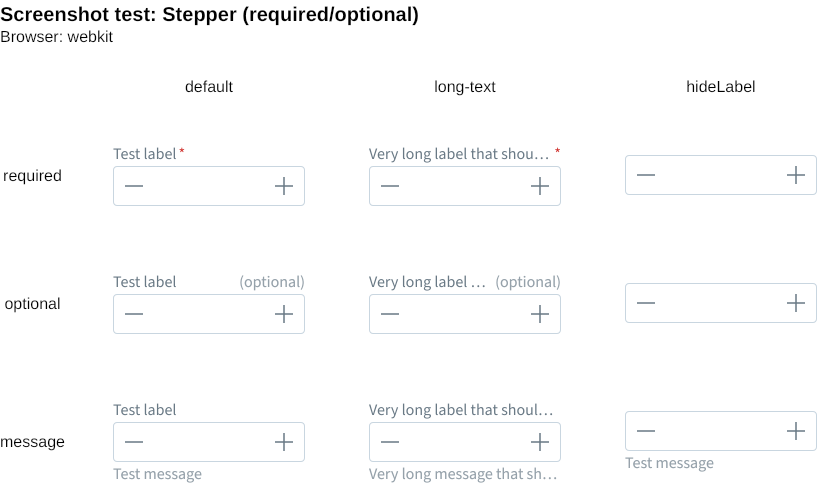 Screenshot test: Stepper (required/optional)
Browser: webkit
default long-text hideLabel
Test label * Very long label that shou… *
required
Test label (optional) Very long label … (optional)
optional
Test label Very long label that shoul…
message
Test message Very long message that sh… Test message